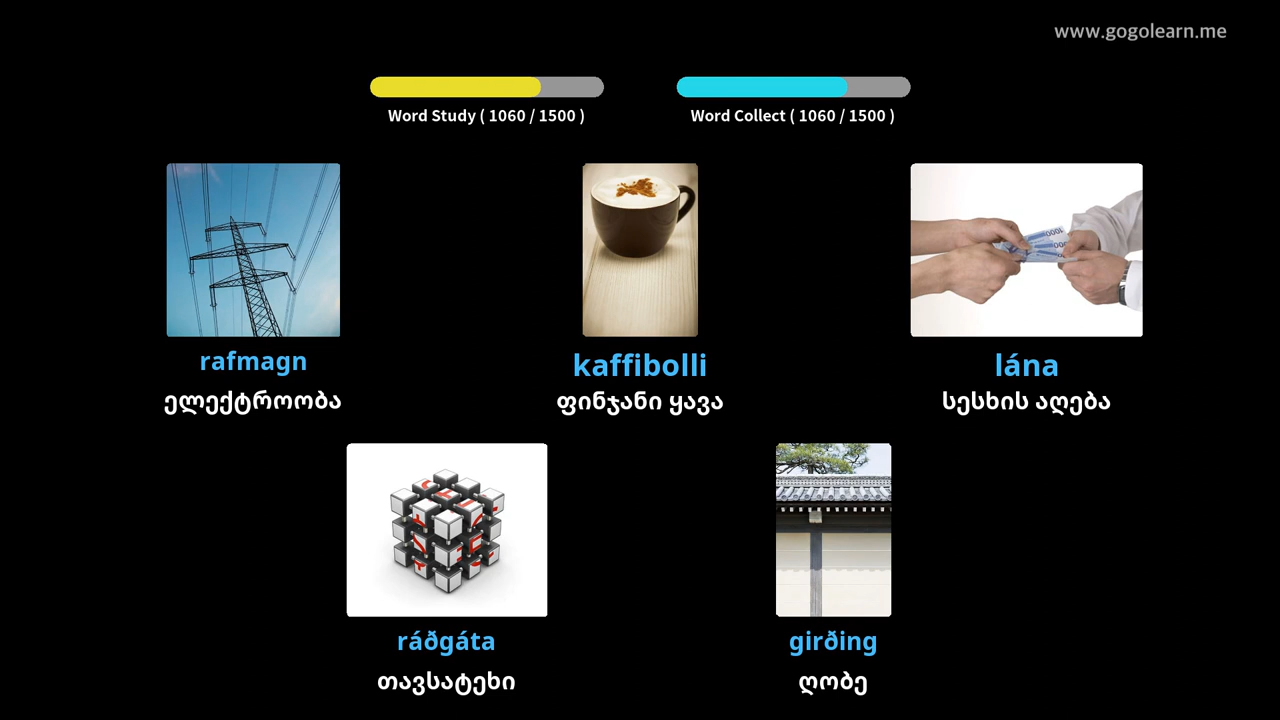 www.gogolearn.me
Word Study ( 1060 / 1500 )
Word Collect ( 1060 / 1500 )
rafmagn
kaffibolli
lána
ელექტროობა
ფინჯანი ყავა
სესხის აღება
ráðgáta
girðing
თავსატეხი
ღობე